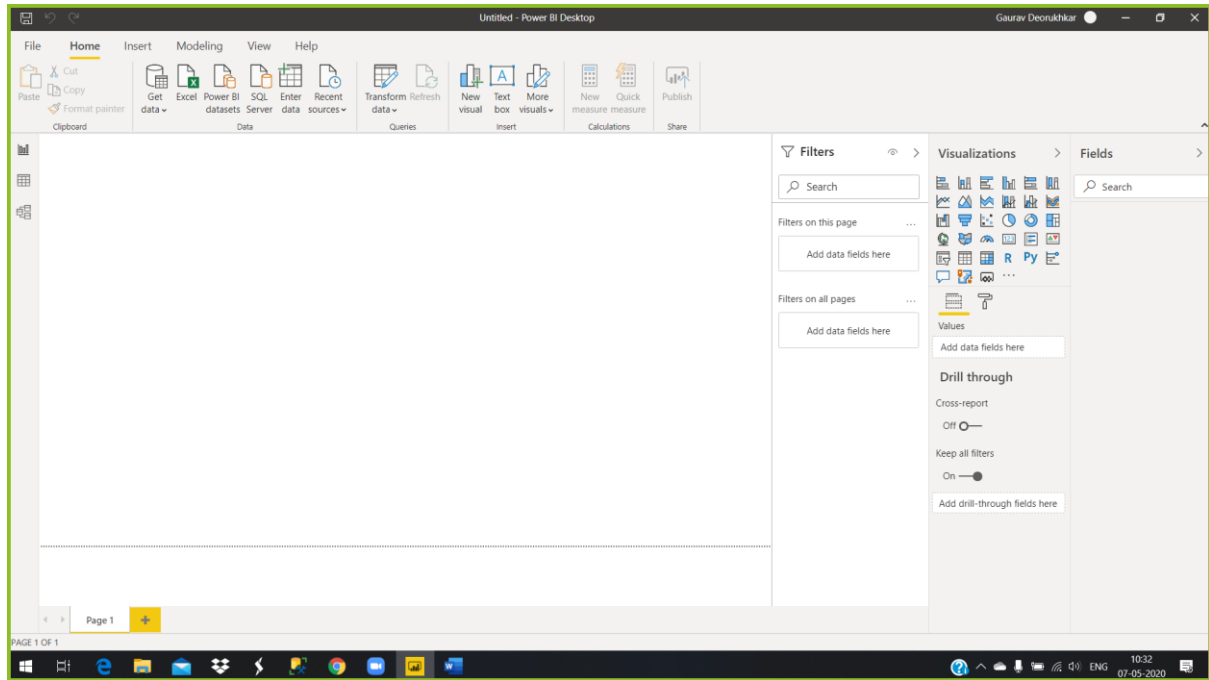 Untitled - Power BI Desktop
Gaurav Deorukhkar
File Home Insert Modeling View Help
Paste
Cut
Copy
Format painter
Clipboard
Get data
Excel
Power BI datasets
SQL Server
Enter data
Recent sources
Data
Transform data
Refresh
Queries
New visual
Text box
More visuals
Insert
New measure
Quick measure
Calculations
Publish
Share
Filters
Search
Filters on this page ...
Add data fields here
Filters on all pages ...
Add data fields here
Visualizations
123
R Py
...
Values
Add data fields here
Drill through
Cross-report
Off
Keep all filters
On
Add drill-through fields here
Fields
Search
Page 1
PAGE 1 OF 1
ENG
10:32
07-05-2020